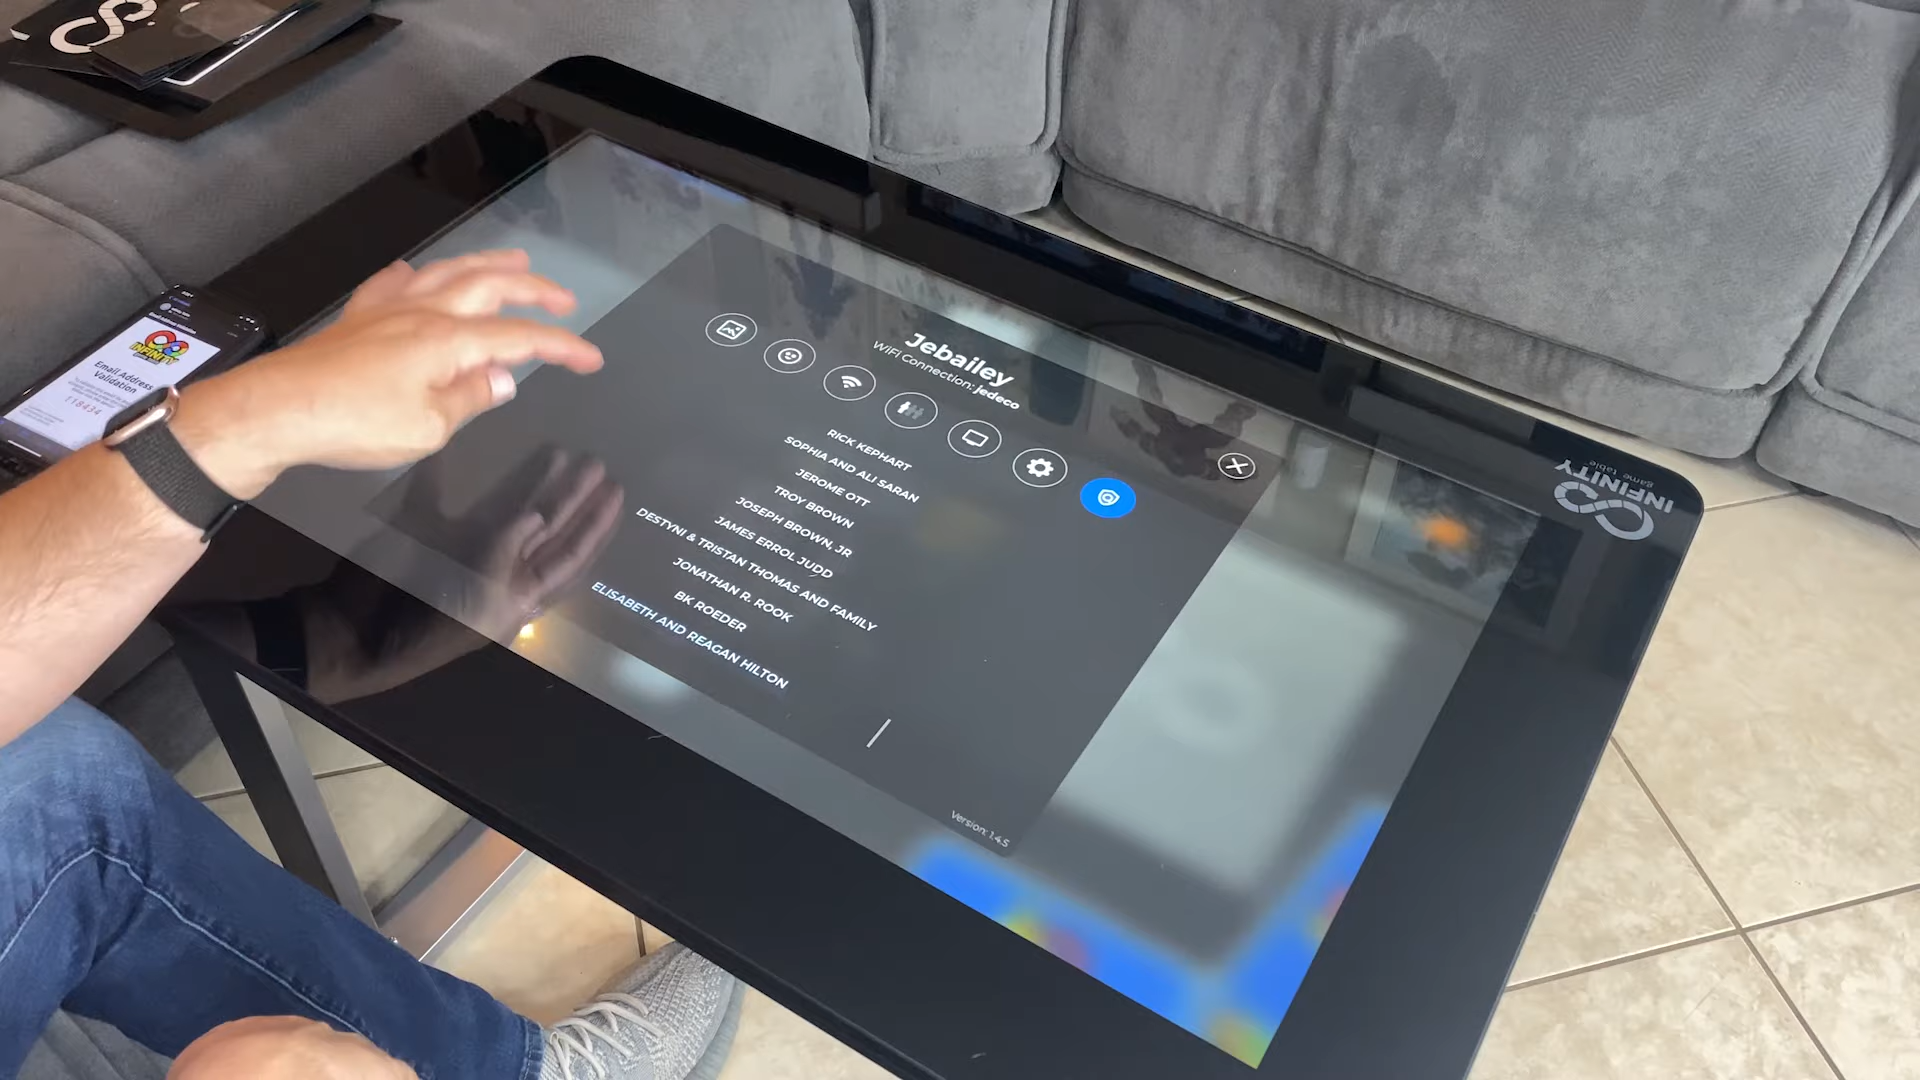 Jebailey
WiFi Connection: jedeco
RICK KEPHART
SOPHIA AND ALI SARAN
JEROME OTT
TROY BROWN
JOSEPH BROWN, JR
JAMES ERROL JUDD
DESTYNI & TRISTAN THOMAS AND FAMILY
JONATHAN R. ROOK
BK ROEDER
ELISABETH AND REAGAN HILTON
Version: 1.4.5
INFINITY
game table
INFINITY
Email Address
Validation
118434